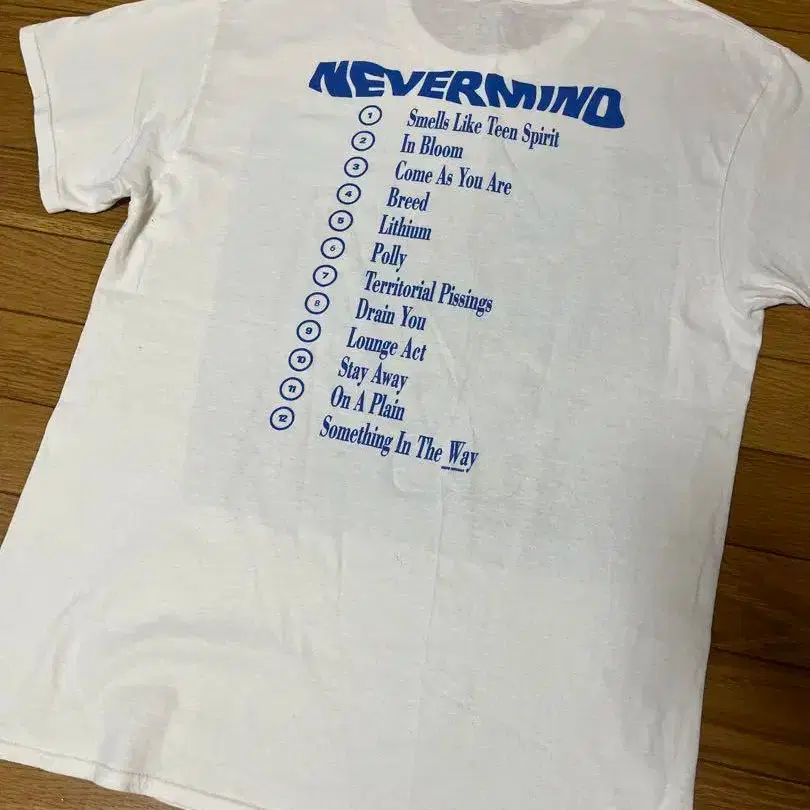 NEVERMIND
1 Smells Like Teen Spirit
2 In Bloom
3 Come As You Are
4 Breed
5 Lithium
6 Polly
7 Territorial Pissings
8 Drain You
9 Lounge Act
10 Stay Away
11 On A Plain
12 Something In The Way